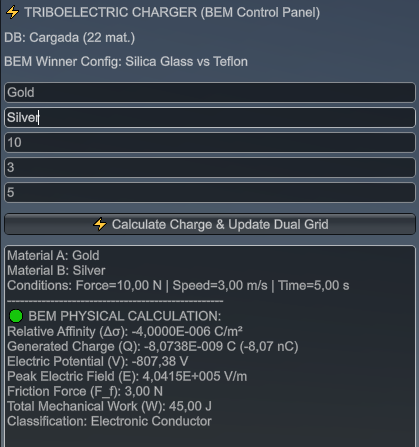 ⚡ TRIBOELECTRIC CHARGER (BEM Control Panel)
DB: Cargada (22 mat.)
BEM Winner Config: Silica Glass vs Teflon
Gold
Silver
10
3
5
⚡ Calculate Charge & Update Dual Grid
Material A: Gold
Material B: Silver
Conditions: Force=10,00 N | Speed=3,00 m/s | Time=5,00 s
--------------------------------------------------
🟢 BEM PHYSICAL CALCULATION:
Relative Affinity (Δσ): -4,0000E-006 C/m²
Generated Charge (Q): -8,0738E-009 C (-8,07 nC)
Electric Potential (V): -807,38 V
Peak Electric Field (E): 4,0415E+005 V/m
Friction Force (F_f): 3,00 N
Total Mechanical Work (W): 45,00 J
Classification: Electronic Conductor